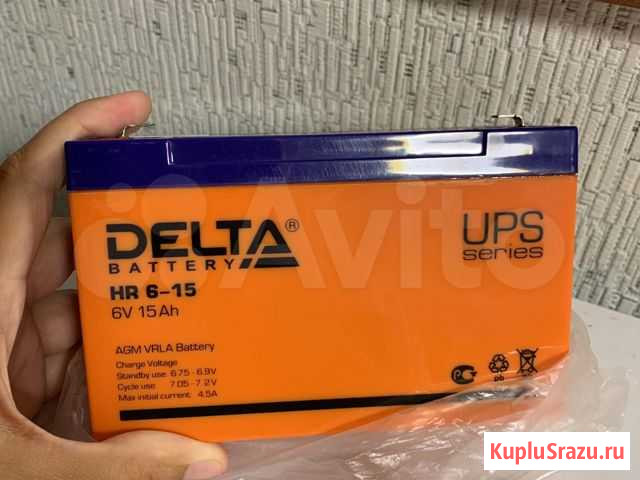 DELTA®
BATTERY
HR 6-15
6V 15Ah
UPS
series
AGM VRLA Battery
Charge Voltage
Standby use: 6.75 - 6.9V
Cycle use: 7.05 - 7.2V
Max initial current: 4.5A
Pb
Avito
KupluSrazu.ru